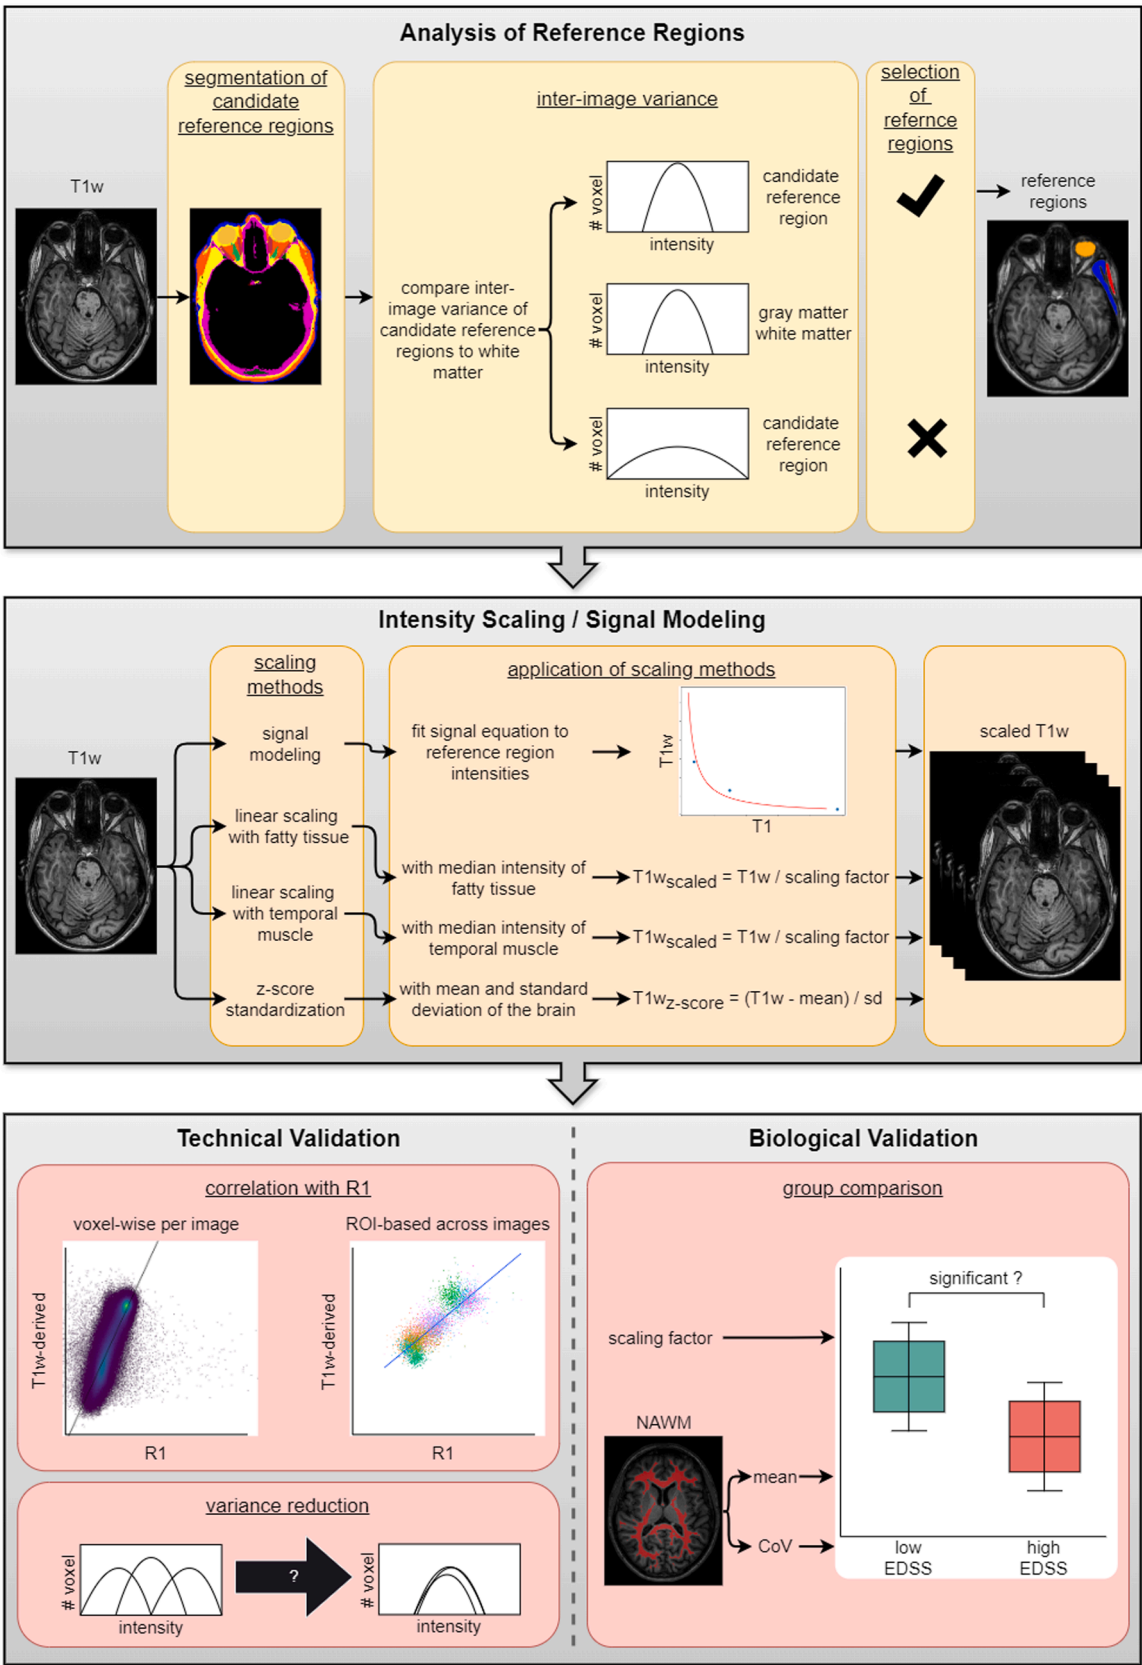 Analysis of Reference Regions
segmentation of
candidate
reference regions
inter-image variance
selection
of
refernce
regions
T1w
compare inter-
image variance of
candidate reference
regions to white
matter
# voxel
intensity
candidate
reference
region
# voxel
intensity
gray matter
white matter
# voxel
intensity
candidate
reference
region
reference
regions
Intensity Scaling / Signal Modeling
scaling
methods
application of scaling methods
T1w
signal
modeling
fit signal equation to
reference region
intensities
T1w
T1
scaled T1w
linear scaling
with fatty tissue
with median intensity of
fatty tissue
T1wscaled = T1w / scaling factor
linear scaling
with temporal
muscle
with median intensity of
temporal muscle
T1wscaled = T1w / scaling factor
z-score
standardization
with mean and standard
deviation of the brain
T1wz-score = (T1w - mean) / sd
Technical Validation
correlation with R1
voxel-wise per image
T1w-derived
R1
ROI-based across images
T1w-derived
R1
variance reduction
# voxel
intensity
?
# voxel
intensity
Biological Validation
group comparison
scaling factor
NAWM
mean
CoV
significant ?
low
EDSS
high
EDSS